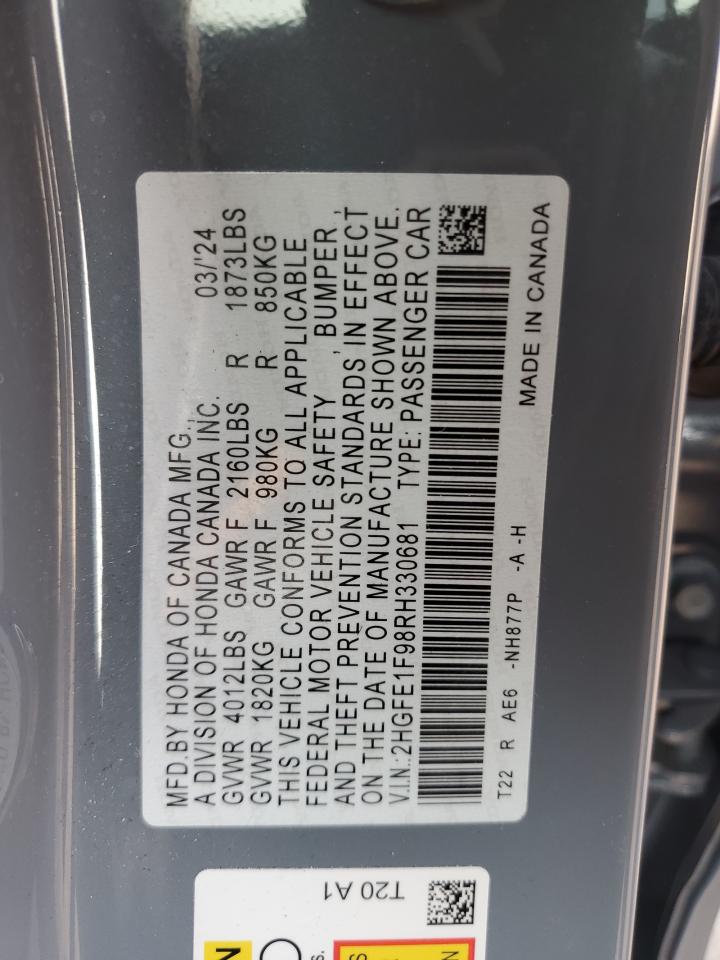 MFD.BY HONDA OF CANADA MFG.,
A DIVISION OF HONDA CANADA INC. 03/'24
GVWR 4012LBS GAWR F 2160LBS R 1873LBS
GVWR 1820KG GAWR F 980KG R 850KG
THIS VEHICLE CONFORMS TO ALL APPLICABLE
FEDERAL MOTOR VEHICLE SAFETY , BUMPER ,
AND THEFT PREVENTION STANDARDS IN EFFECT
ON THE DATE OF MANUFACTURE SHOWN ABOVE.
V.I.N.:2HGFE1F98RH330681 TYPE: PASSENGER CAR
T22 R AE6 -NH877P -A -H
MADE IN CANADA
T20 A1